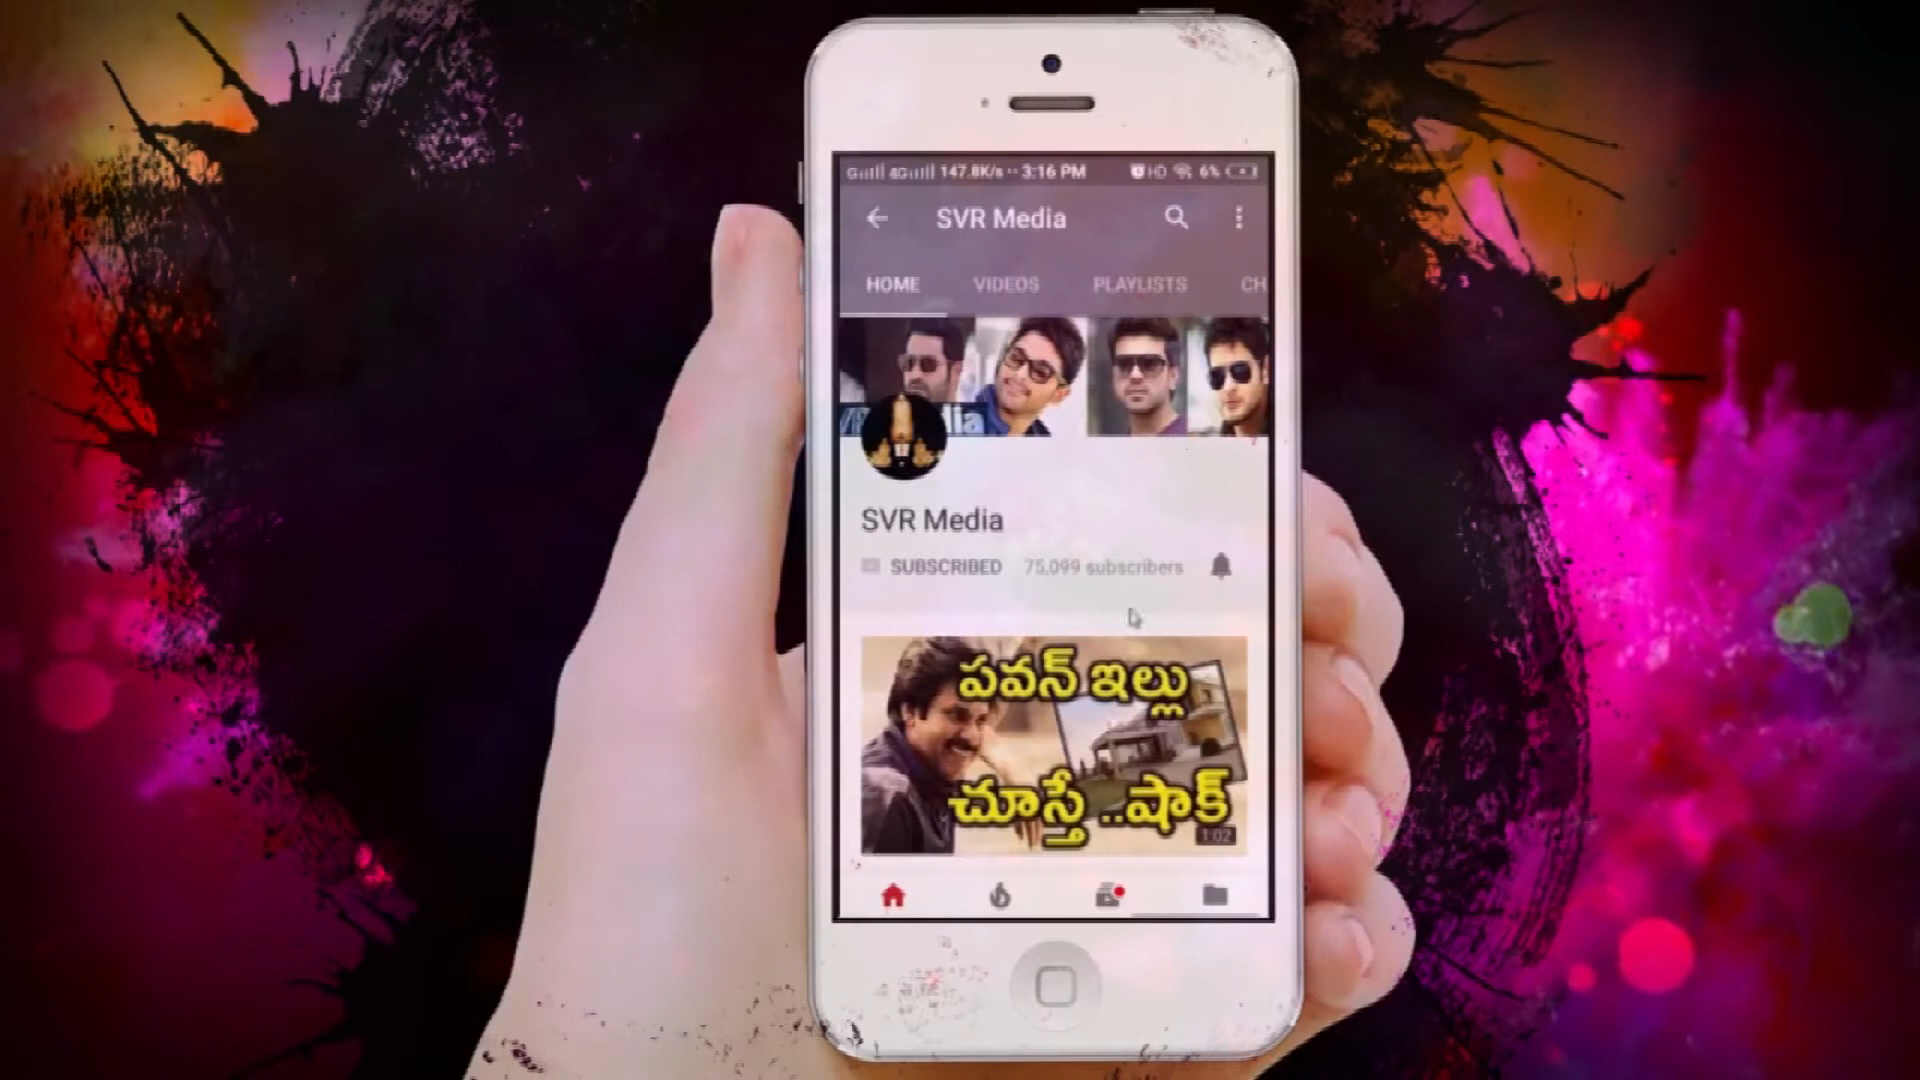 G 4G 147.8K/s 3:16 PM HD 6%
SVR Media
HOME VIDEOS PLAYLISTS CH
SVR Media
SUBSCRIBED 75,099 subscribers
పవన్ ఇల్లు
చూస్తే ..షాక్
1:02